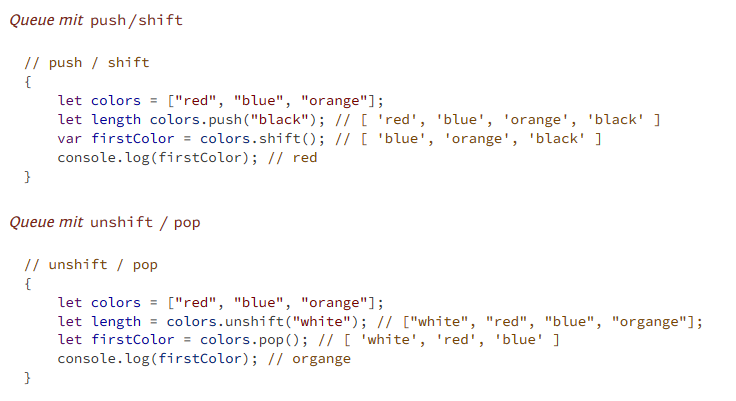 Queue mit push/shift
// push / shift
{
let colors = ["red", "blue", "orange"];
let length colors.push("black"); // [ 'red', 'blue', 'orange', 'black' ]
var firstColor = colors.shift(); // [ 'blue', 'orange', 'black' ]
console.log(firstColor); // red
}
Queue mit unshift / pop
// unshift / pop
{
let colors = ["red", "blue", "orange"];
let length = colors.unshift("white"); // ["white", "red", "blue", "organge"];
let firstColor = colors.pop(); // [ 'white', 'red', 'blue' ]
console.log(firstColor); // organge
}